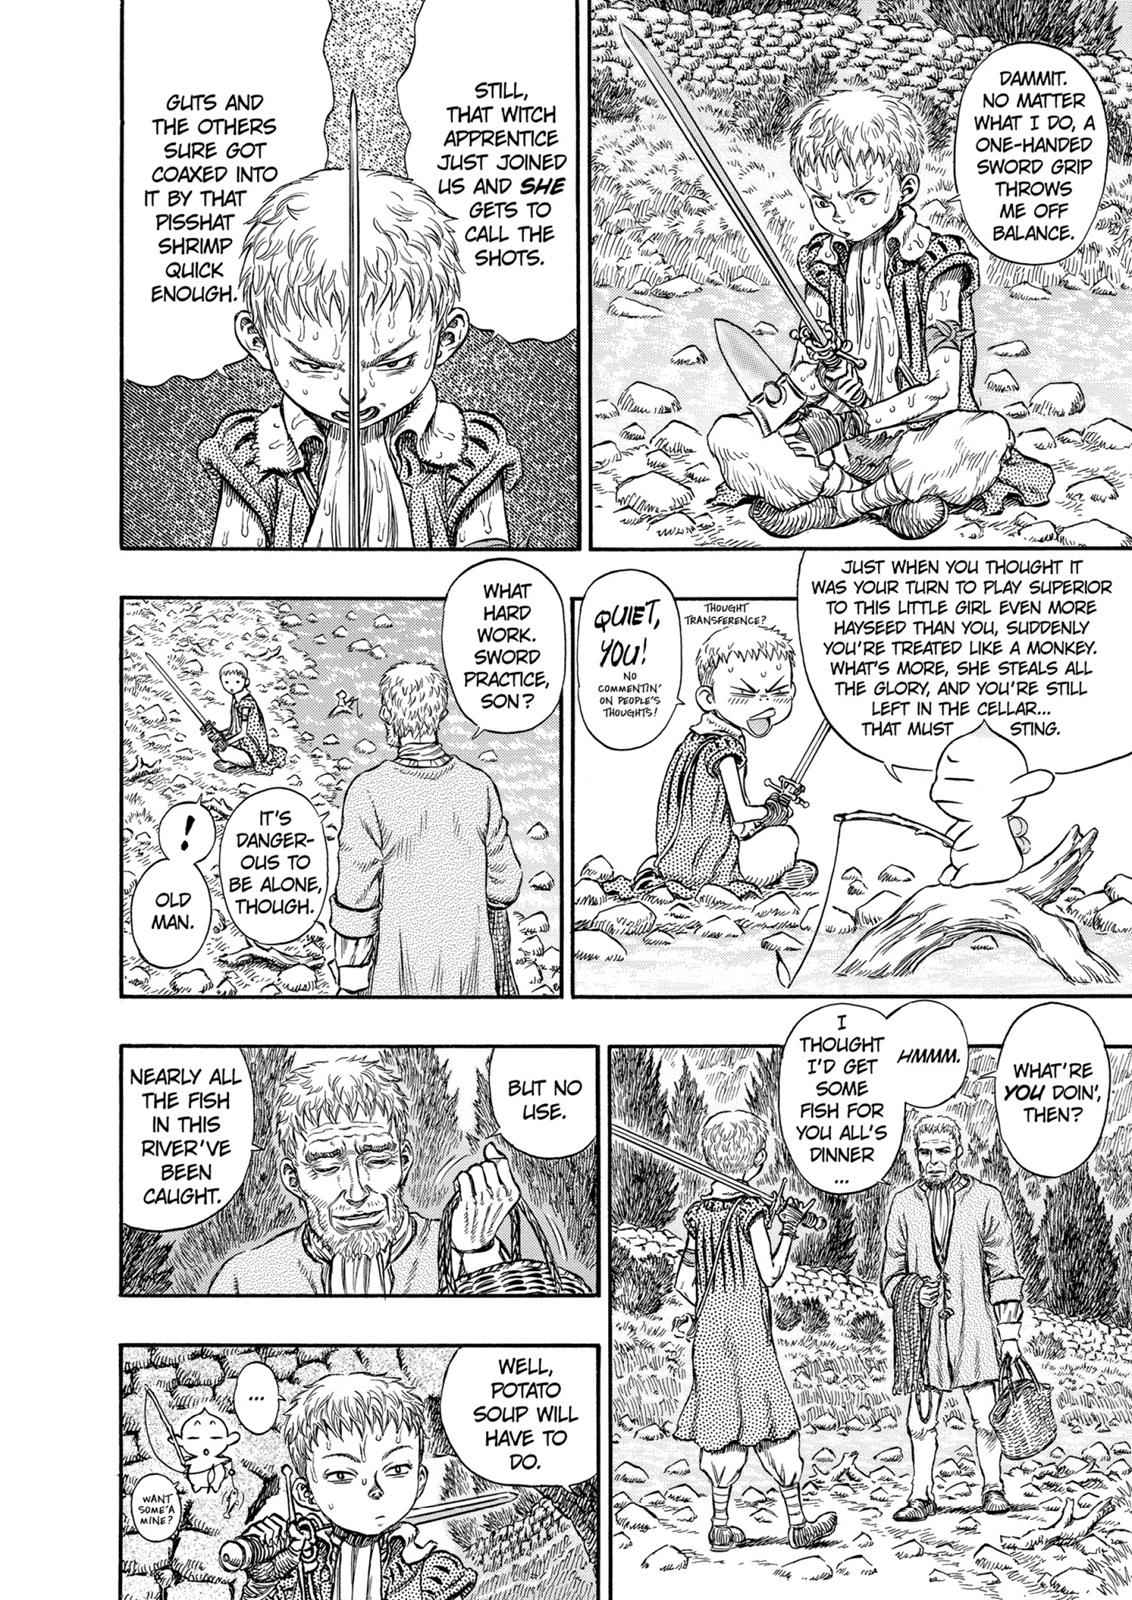 DAMMIT.
NO MATTER
WHAT I DO, A
ONE-HANDED
SWORD GRIP
THROWS
ME OFF
BALANCE.
STILL,
THAT WITCH
APPRENTICE
JUST JOINED
US AND SHE
GETS TO
CALL THE
SHOTS.
GUTS AND
THE OTHERS
SURE GOT
COAXED INTO
IT BY THAT
PISSHAT
SHRIMP
QUICK
ENOUGH.
JUST WHEN YOU THOUGHT IT
WAS YOUR TURN TO PLAY SUPERIOR
TO THIS LITTLE GIRL EVEN MORE
HAYSEED THAN YOU, SUDDENLY
YOU'RE TREATED LIKE A MONKEY.
WHAT'S MORE, SHE STEALS ALL
THE GLORY, AND YOU'RE STILL
LEFT IN THE CELLAR...
THAT MUST STING.
THOUGHT
TRANSFERENCE?
QUIET,
YOU!
NO
COMMENTIN'
ON PEOPLE'S
THOUGHTS!
WHAT
HARD
WORK.
SWORD
PRACTICE,
SON?
IT'S
DANGER-
OUS TO
BE ALONE,
THOUGH.
!
OLD
MAN.
WHAT'RE
YOU DOIN',
THEN?
HMMM.
I
THOUGHT
I'D GET
SOME
FISH FOR
YOU ALL'S
DINNER
...
BUT NO
USE.
NEARLY ALL
THE FISH
IN THIS
RIVER'VE
BEEN
CAUGHT.
WELL,
POTATO
SOUP WILL
HAVE TO
DO.
...
WANT
SOME'A
MINE?